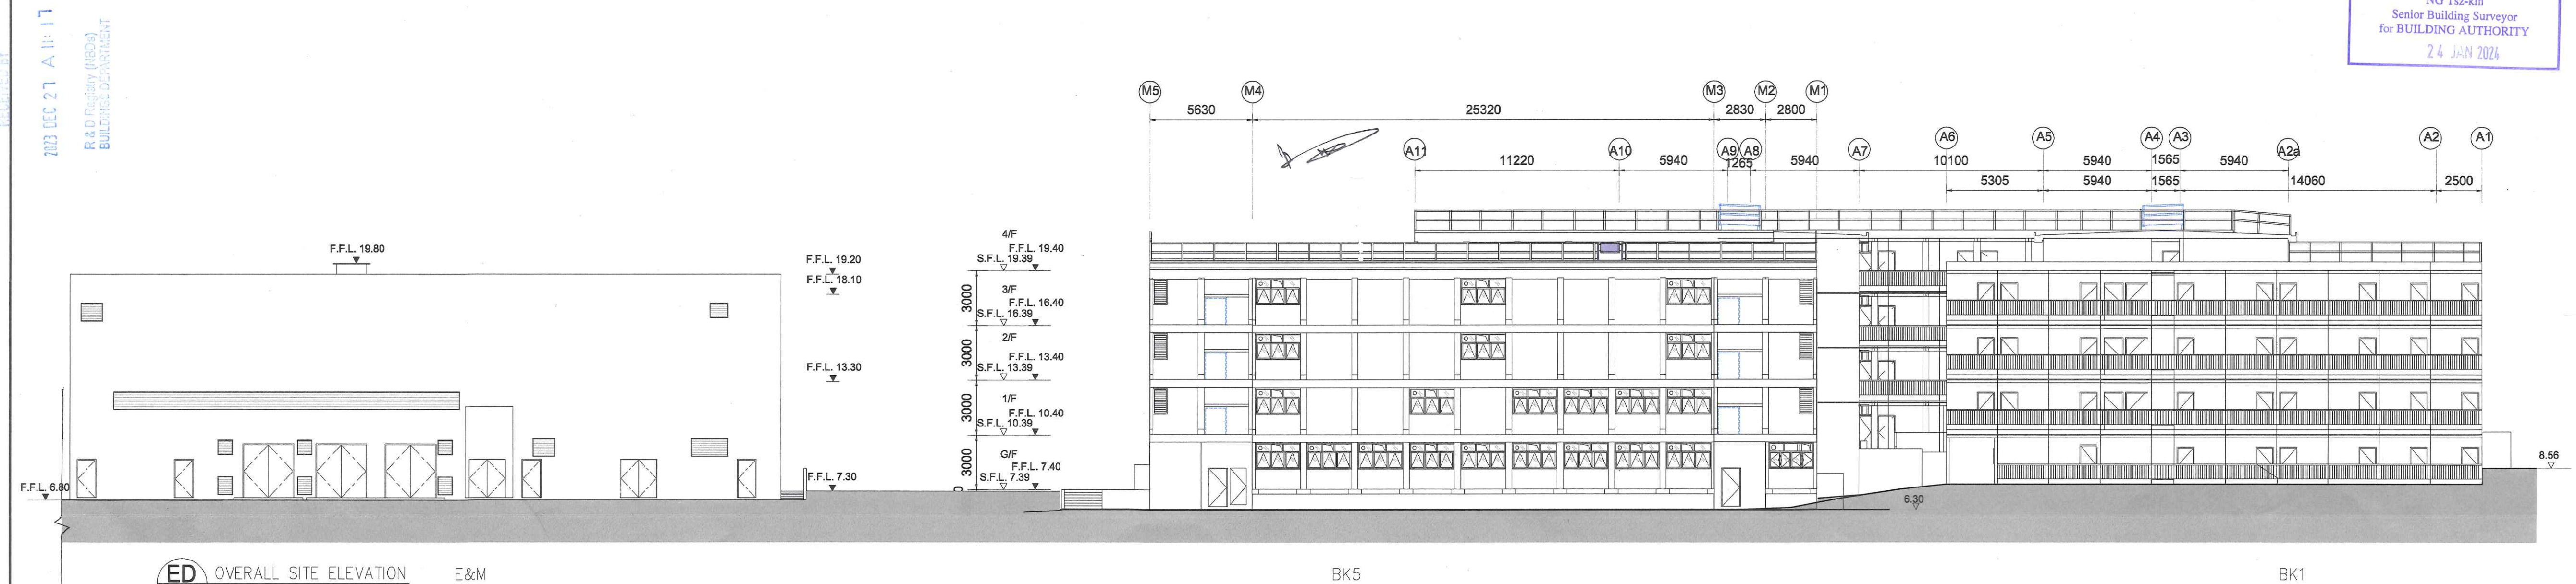 2023 DEC 27 A 11: 17
R & D Registry (NBDs)
BUILDINGS DEPARTMENT
NG Tsz-kin
Senior Building Surveyor
for BUILDING AUTHORITY
24 JAN 2024
M5 M4 M3 M2 M1
5630 25320 2830 2800
A11 A10 A9 A8 A7 A6 A5 A4 A3 A2a A2 A1
11220 5940 1265 5940 10100 5940 1565 5940
5305 5940 1565 14060 2500
F.F.L. 19.80
F.F.L. 19.20
F.F.L. 18.10
F.F.L. 13.30
F.F.L. 7.30
F.F.L. 6.80
4/F
F.F.L. 19.40
S.F.L. 19.39
3000
3/F
F.F.L. 16.40
S.F.L. 16.39
3000
2/F
F.F.L. 13.40
S.F.L. 13.39
3000
1/F
F.F.L. 10.40
S.F.L. 10.39
3000
G/F
F.F.L. 7.40
S.F.L. 7.39
0
8.56
6.30
ED OVERALL SITE ELEVATION E&M BK5 BK1